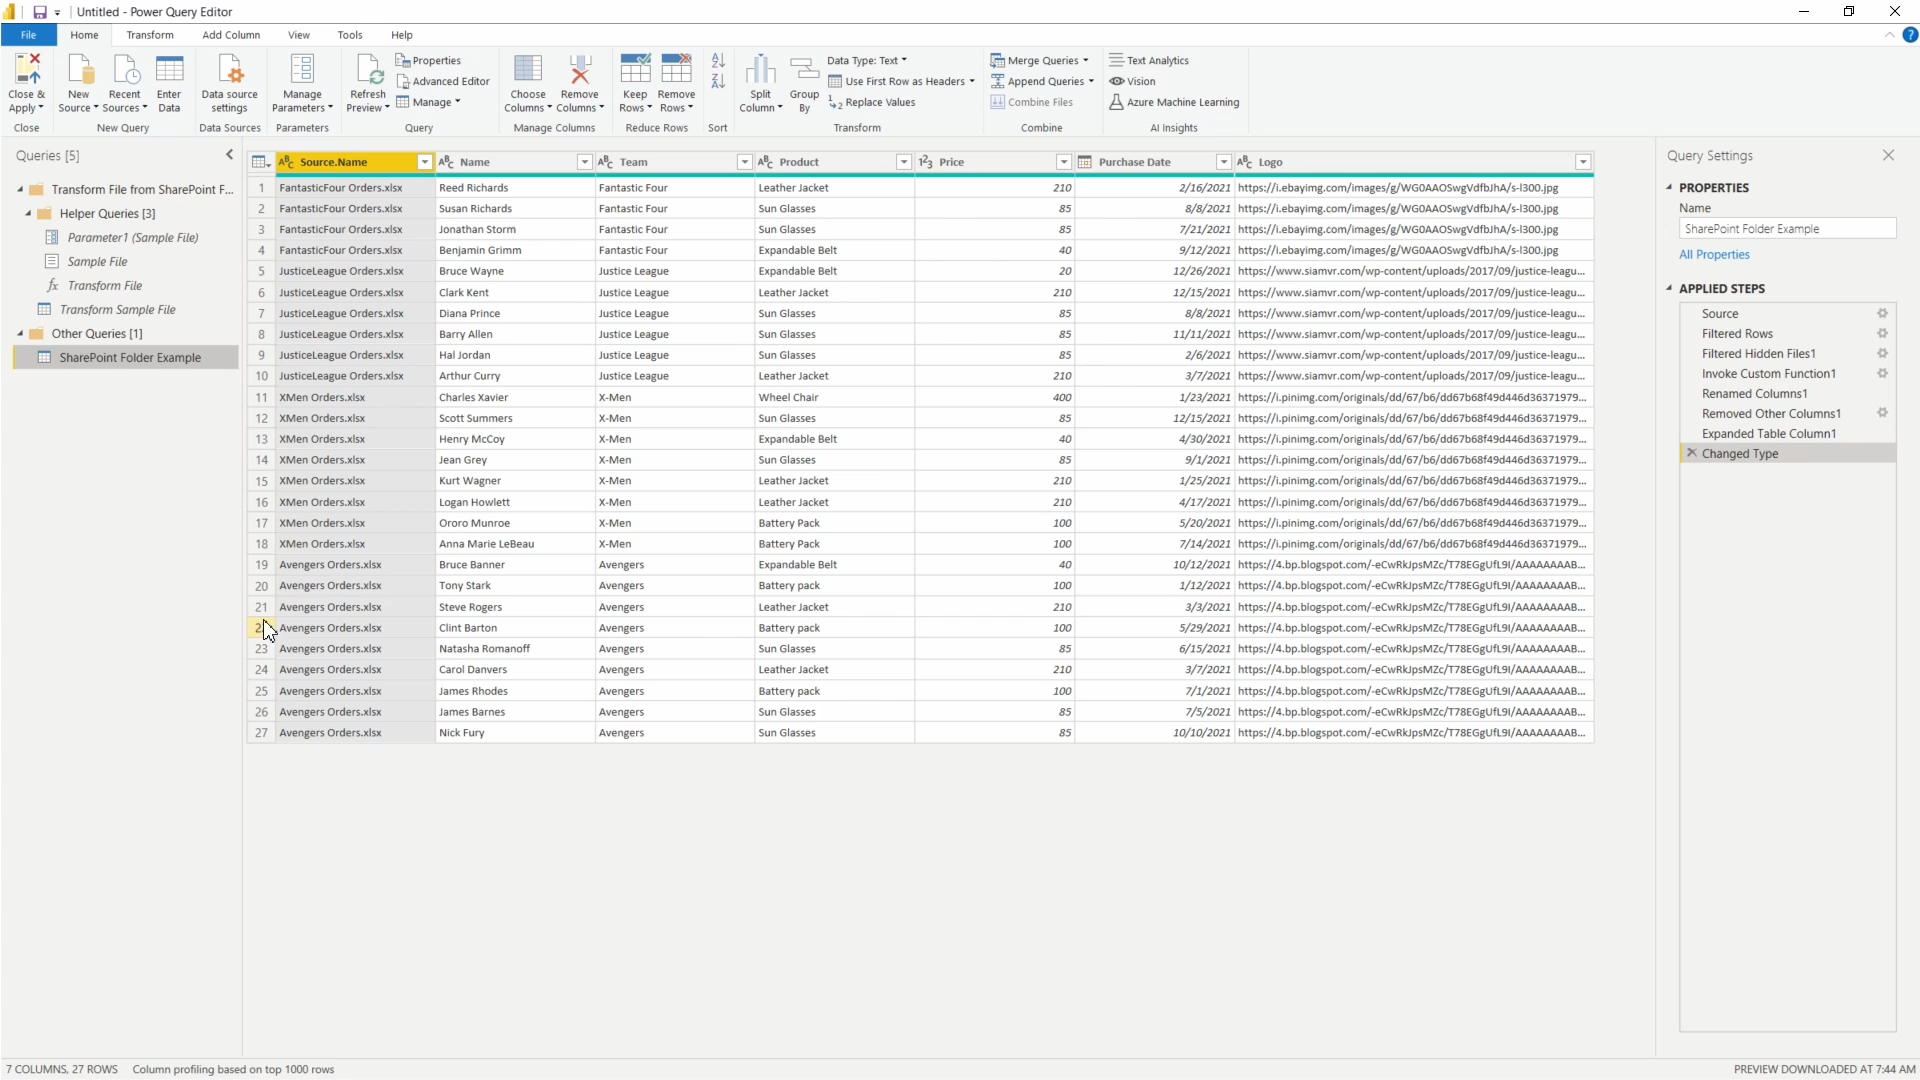 Untitled - Power Query Editor
File Home Transform Add Column View Tools Help
Close & Apply
New Source
Recent Sources
Enter Data
Data source settings
Manage Parameters
Refresh Preview
Properties
Advanced Editor
Manage
Choose Columns
Remove Columns
Keep Rows
Remove Rows
Split Column
Group By
Data Type: Text
Use First Row as Headers
Replace Values
Merge Queries
Append Queries
Combine Files
Text Analytics
Vision
Azure Machine Learning
Close New Query Data Sources Parameters Query Manage Columns Reduce Rows Sort Transform Combine AI Insights
Queries [5]
Transform File from SharePoint F...
Helper Queries [3]
Parameter1 (Sample File)
Sample File
fx Transform File
Transform Sample File
Other Queries [1]
SharePoint Folder Example
Source.Name Name Team Product Price Purchase Date Logo
1 FantasticFour Orders.xlsx Reed Richards Fantastic Four Leather Jacket 210 2/16/2021 https://i.ebayimg.com/images/g/WG0AAOSwgVdfbJhA/s-l300.jpg
2 FantasticFour Orders.xlsx Susan Richards Fantastic Four Sun Glasses 85 8/8/2021 https://i.ebayimg.com/images/g/WG0AAOSwgVdfbJhA/s-l300.jpg
3 FantasticFour Orders.xlsx Jonathan Storm Fantastic Four Sun Glasses 85 7/21/2021 https://i.ebayimg.com/images/g/WG0AAOSwgVdfbJhA/s-l300.jpg
4 FantasticFour Orders.xlsx Benjamin Grimm Fantastic Four Expandable Belt 40 9/12/2021 https://i.ebayimg.com/images/g/WG0AAOSwgVdfbJhA/s-l300.jpg
5 JusticeLeague Orders.xlsx Bruce Wayne Justice League Expandable Belt 20 12/26/2021 https://www.siamvr.com/wp-content/uploads/2017/09/justice-leagu...
6 JusticeLeague Orders.xlsx Clark Kent Justice League Leather Jacket 210 12/15/2021 https://www.siamvr.com/wp-content/uploads/2017/09/justice-leagu...
7 JusticeLeague Orders.xlsx Diana Prince Justice League Sun Glasses 85 8/8/2021 https://www.siamvr.com/wp-content/uploads/2017/09/justice-leagu...
8 JusticeLeague Orders.xlsx Barry Allen Justice League Sun Glasses 85 11/11/2021 https://www.siamvr.com/wp-content/uploads/2017/09/justice-leagu...
9 JusticeLeague Orders.xlsx Hal Jordan Justice League Sun Glasses 85 2/6/2021 https://www.siamvr.com/wp-content/uploads/2017/09/justice-leagu...
10 JusticeLeague Orders.xlsx Arthur Curry Justice League Leather Jacket 210 3/7/2021 https://www.siamvr.com/wp-content/uploads/2017/09/justice-leagu...
11 XMen Orders.xlsx Charles Xavier X-Men Wheel Chair 400 1/23/2021 https://i.pinimg.com/originals/dd/67/b6/dd67b68f49d446d36371979...
12 XMen Orders.xlsx Scott Summers X-Men Sun Glasses 85 12/15/2021 https://i.pinimg.com/originals/dd/67/b6/dd67b68f49d446d36371979...
13 XMen Orders.xlsx Henry McCoy X-Men Expandable Belt 40 4/30/2021 https://i.pinimg.com/originals/dd/67/b6/dd67b68f49d446d36371979...
14 XMen Orders.xlsx Jean Grey X-Men Sun Glasses 85 9/1/2021 https://i.pinimg.com/originals/dd/67/b6/dd67b68f49d446d36371979...
15 XMen Orders.xlsx Kurt Wagner X-Men Leather Jacket 210 1/25/2021 https://i.pinimg.com/originals/dd/67/b6/dd67b68f49d446d36371979...
16 XMen Orders.xlsx Logan Howlett X-Men Leather Jacket 210 4/17/2021 https://i.pinimg.com/originals/dd/67/b6/dd67b68f49d446d36371979...
17 XMen Orders.xlsx Ororo Munroe X-Men Battery Pack 100 5/20/2021 https://i.pinimg.com/originals/dd/67/b6/dd67b68f49d446d36371979...
18 XMen Orders.xlsx Anna Marie LeBeau X-Men Battery Pack 100 7/14/2021 https://i.pinimg.com/originals/dd/67/b6/dd67b68f49d446d36371979...
19 Avengers Orders.xlsx Bruce Banner Avengers Expandable Belt 40 10/12/2021 https://4.bp.blogspot.com/-eCwRkJpsMZc/T78EGgUfL9I/AAAAAAAAB...
20 Avengers Orders.xlsx Tony Stark Avengers Battery pack 100 1/12/2021 https://4.bp.blogspot.com/-eCwRkJpsMZc/T78EGgUfL9I/AAAAAAAAB...
21 Avengers Orders.xlsx Steve Rogers Avengers Leather Jacket 210 3/3/2021 https://4.bp.blogspot.com/-eCwRkJpsMZc/T78EGgUfL9I/AAAAAAAAB...
Avengers Orders.xlsx Clint Barton Avengers Battery pack 100 5/29/2021 https://4.bp.blogspot.com/-eCwRkJpsMZc/T78EGgUfL9I/AAAAAAAAB...
23 Avengers Orders.xlsx Natasha Romanoff Avengers Sun Glasses 85 6/15/2021 https://4.bp.blogspot.com/-eCwRkJpsMZc/T78EGgUfL9I/AAAAAAAAB...
24 Avengers Orders.xlsx Carol Danvers Avengers Leather Jacket 210 3/7/2021 https://4.bp.blogspot.com/-eCwRkJpsMZc/T78EGgUfL9I/AAAAAAAAB...
25 Avengers Orders.xlsx James Rhodes Avengers Battery pack 100 7/1/2021 https://4.bp.blogspot.com/-eCwRkJpsMZc/T78EGgUfL9I/AAAAAAAAB...
26 Avengers Orders.xlsx James Barnes Avengers Sun Glasses 85 7/5/2021 https://4.bp.blogspot.com/-eCwRkJpsMZc/T78EGgUfL9I/AAAAAAAAB...
27 Avengers Orders.xlsx Nick Fury Avengers Sun Glasses 85 10/10/2021 https://4.bp.blogspot.com/-eCwRkJpsMZc/T78EGgUfL9I/AAAAAAAAB...
Query Settings
PROPERTIES
Name
SharePoint Folder Example
All Properties
APPLIED STEPS
Source
Filtered Rows
Filtered Hidden Files1
Invoke Custom Function1
Renamed Columns1
Removed Other Columns1
Expanded Table Column1
Changed Type
7 COLUMNS, 27 ROWS Column profiling based on top 1000 rows
PREVIEW DOWNLOADED AT 7:44 AM